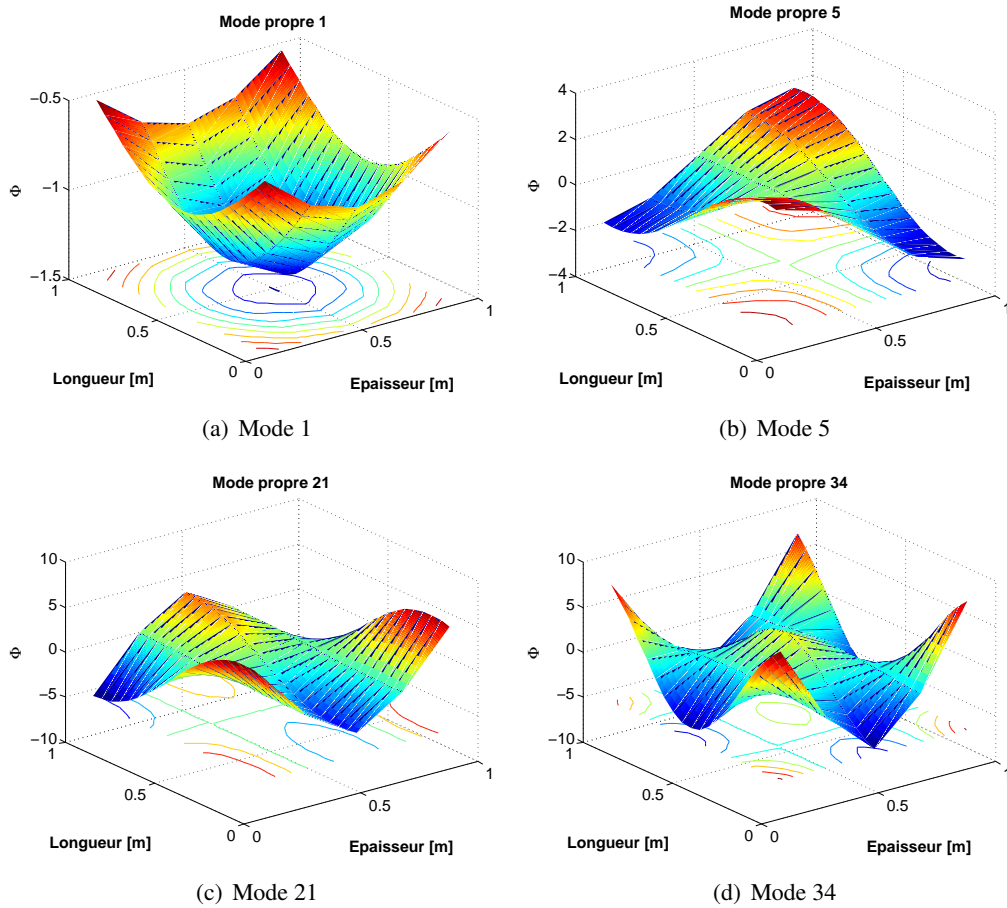 Mode propre 1
−0.5
−1
−1.5
Φ
1
0.5
0
0
0.5
1
Longueur [m]
Epaisseur [m]
(a) Mode 1
Mode propre 5
4
2
0
−2
−4
Φ
1
0.5
0
0
0.5
1
Longueur [m]
Epaisseur [m]
(b) Mode 5
Mode propre 21
10
5
0
−5
−10
Φ
1
0.5
0
0
0.5
1
Longueur [m]
Epaisseur [m]
(c) Mode 21
Mode propre 34
10
5
0
−5
−10
Φ
1
0.5
0
0
0.5
1
Longueur [m]
Epaisseur [m]
(d) Mode 34